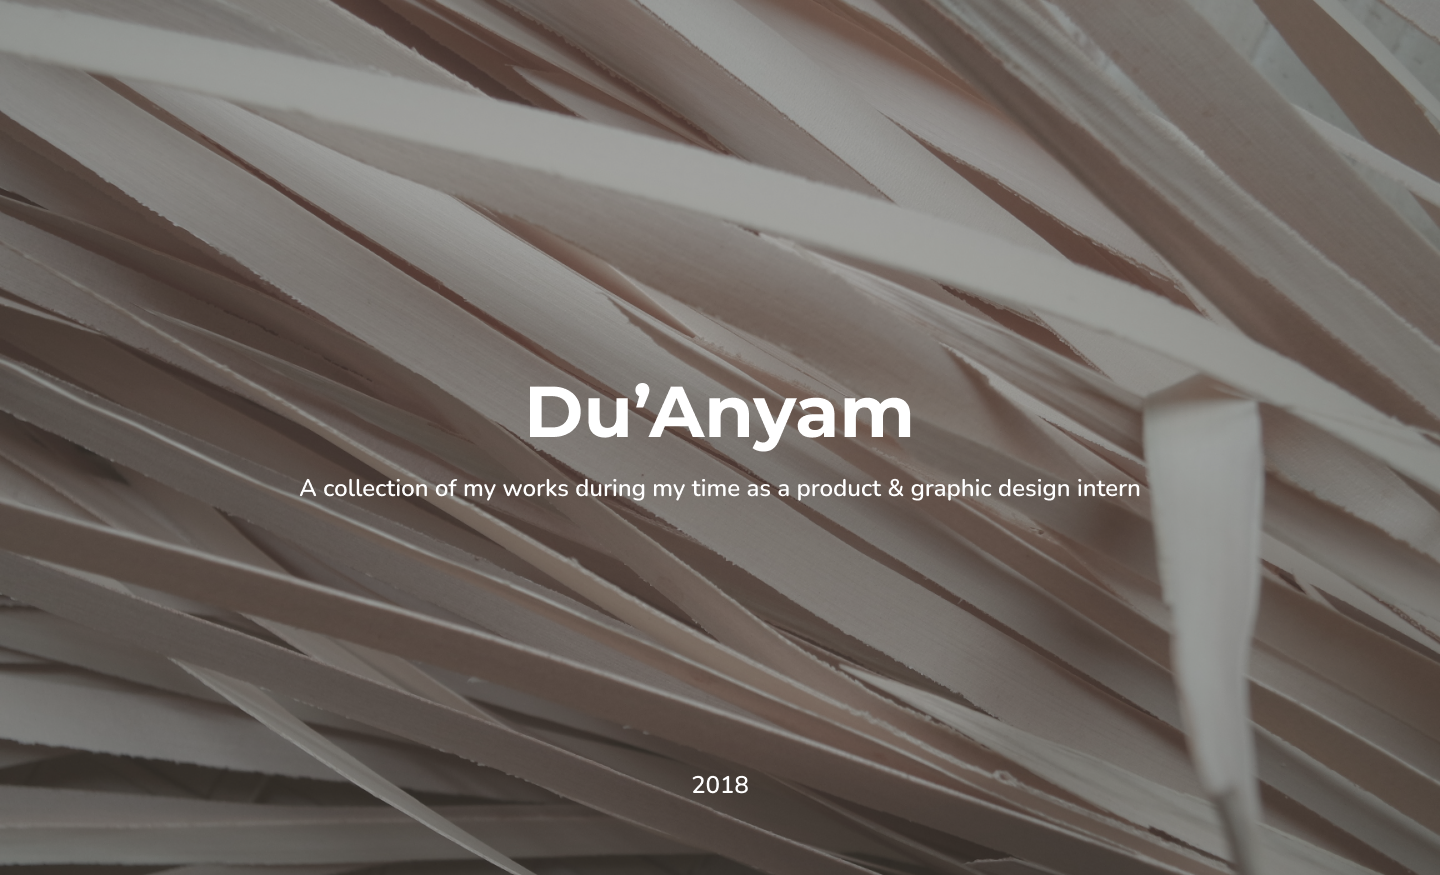 Du’Anyam
A collection of my works during my time as a product & graphic design intern
2018